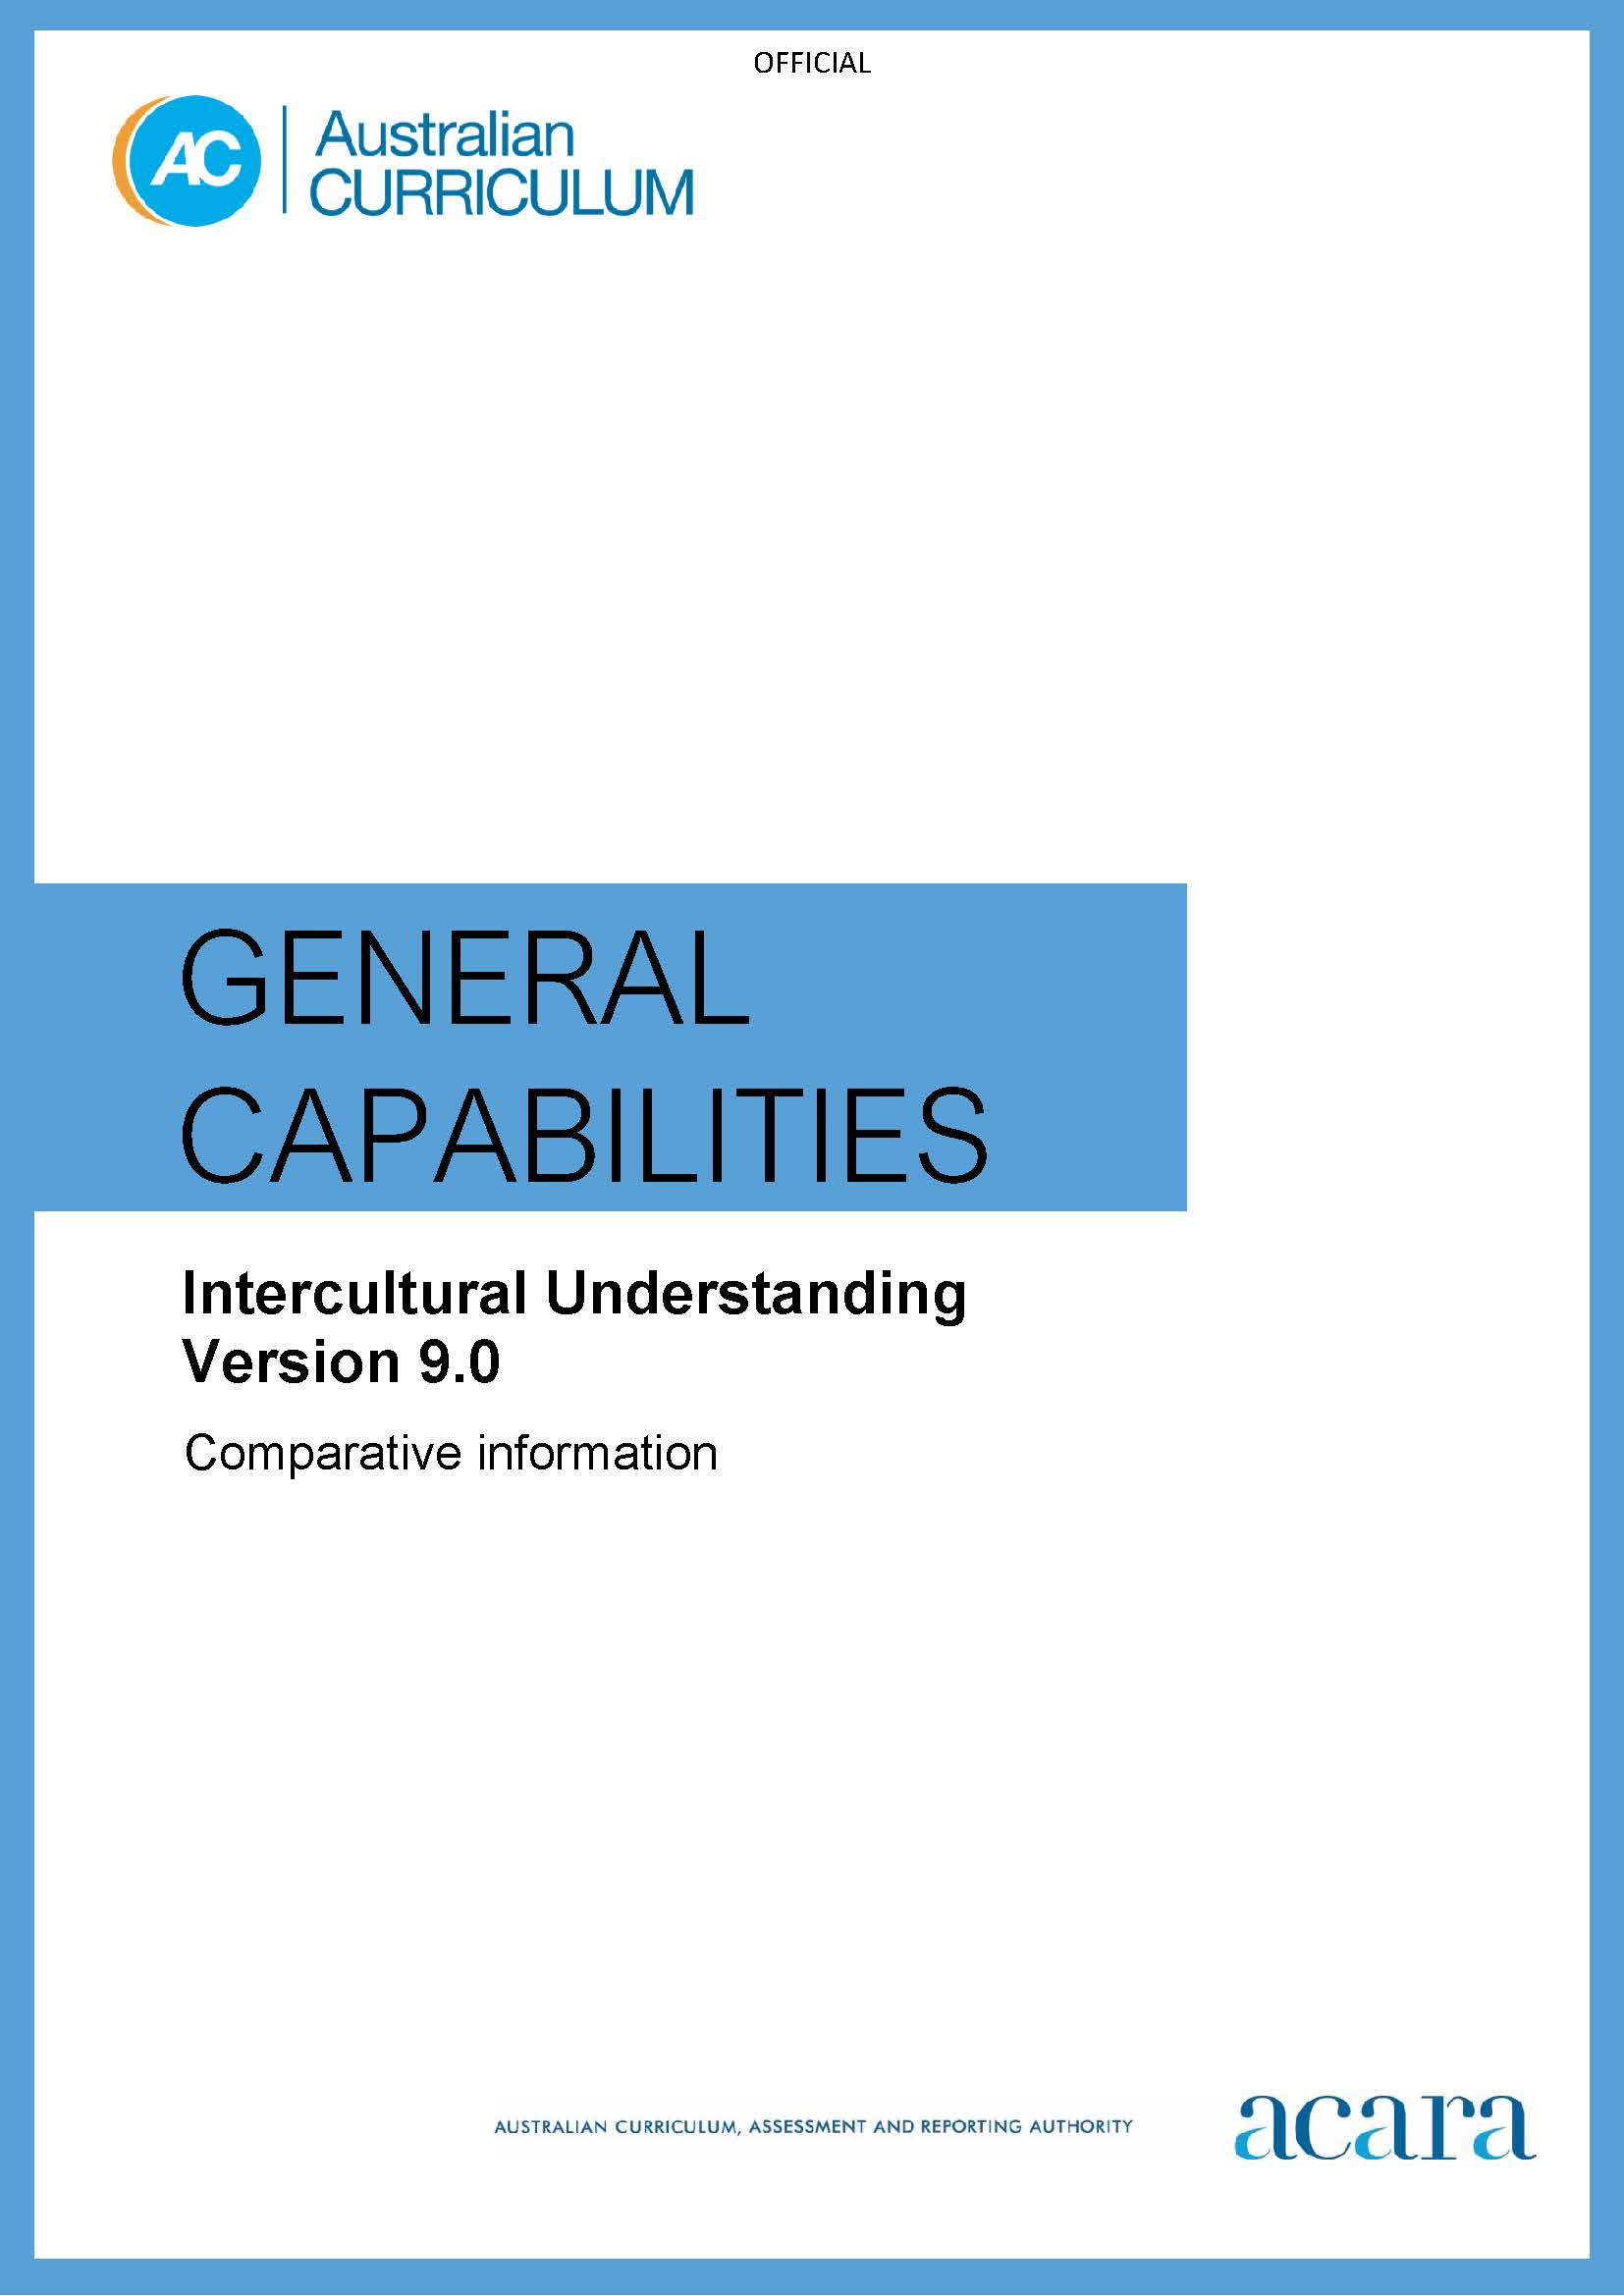 OFFICIAL
AC
Australian
CURRICULUM
GENERAL
CAPABILITIES
Intercultural Understanding
Version 9.0
Comparative information
AUSTRALIAN CURRICULUM, ASSESSMENT AND REPORTING AUTHORITY
acara